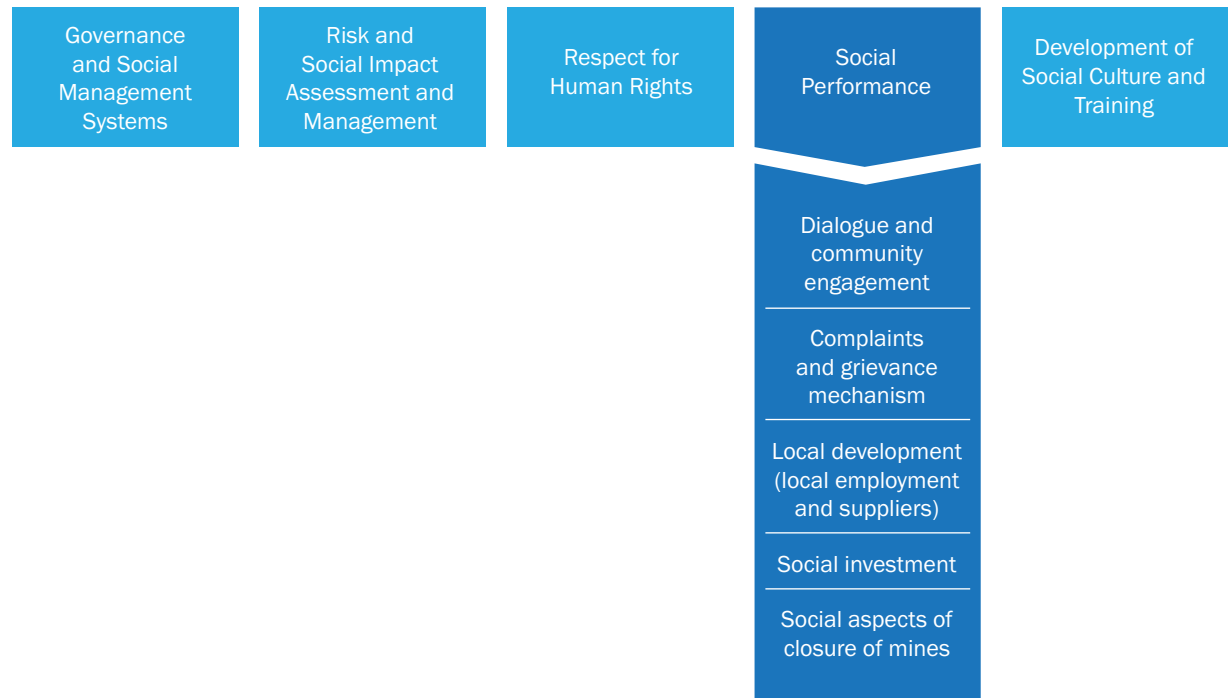 Governance
and Social
Management
Systems
Risk and
Social Impact
Assessment and
Management
Respect for
Human Rights
Social
Performance
Development of
Social Culture and
Training
Dialogue and
community
engagement
Complaints
and grievance
mechanism
Local development
(local employment
and suppliers)
Social investment
Social aspects of
closure of mines